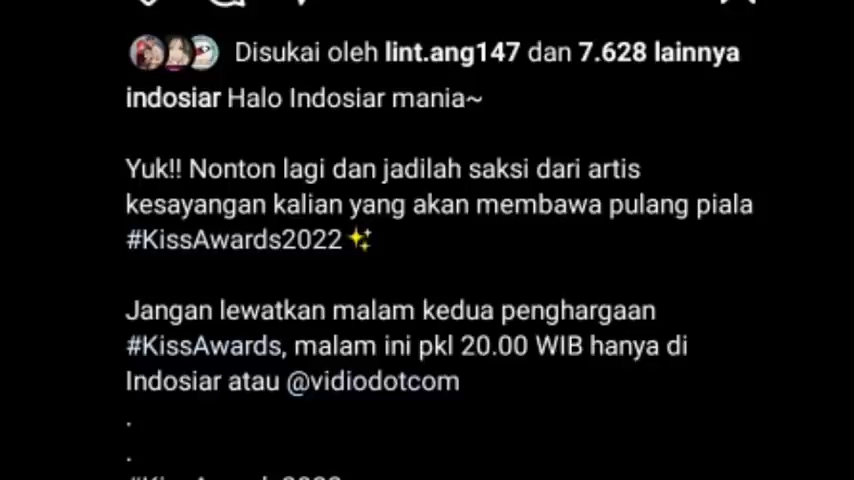 Disukai oleh lint.ang147 dan 7.628 lainnya
indosiar Halo Indosiar mania~
Yuk!! Nonton lagi dan jadilah saksi dari artis
kesayangan kalian yang akan membawa pulang piala
#KissAwards2022✨
Jangan lewatkan malam kedua penghargaan
#KissAwards, malam ini pkl 20.00 WIB hanya di
Indosiar atau @vidiodotcom
.
.